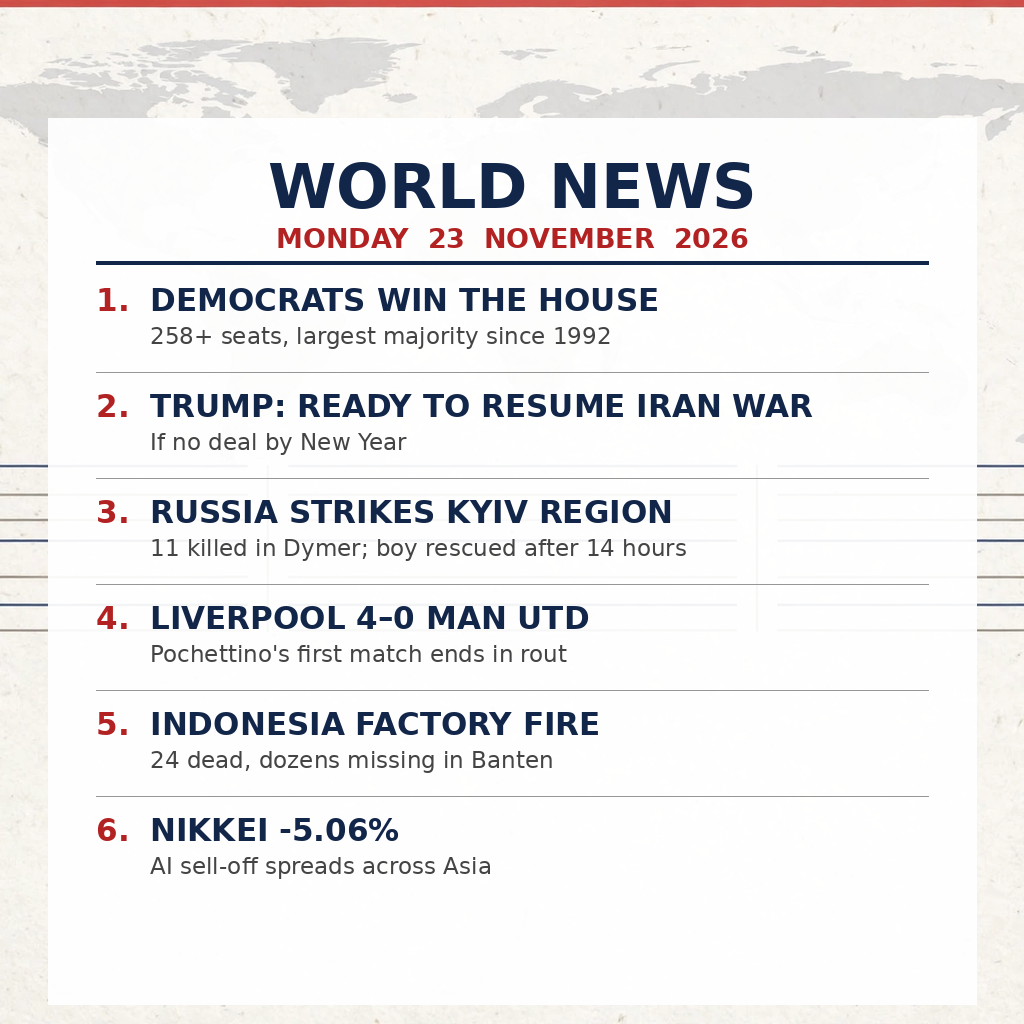 WORLD NEWS
MONDAY 23 NOVEMBER 2026
1. DEMOCRATS WIN THE HOUSE
258+ seats, largest majority since 1992
2. TRUMP: READY TO RESUME IRAN WAR
If no deal by New Year
3. RUSSIA STRIKES KYIV REGION
11 killed in Dymer; boy rescued after 14 hours
4. LIVERPOOL 4–0 MAN UTD
Pochettino's first match ends in rout
5. INDONESIA FACTORY FIRE
24 dead, dozens missing in Banten
6. NIKKEI -5.06%
AI sell-off spreads across Asia